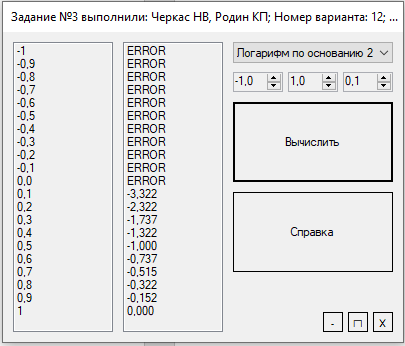 Задание №3 выполнили: Черкас НВ, Родин КП; Номер варианта: 12; ...
-1 ERROR
-0,9 ERROR
-0,8 ERROR
-0,7 ERROR
-0,6 ERROR
-0,5 ERROR
-0,4 ERROR
-0,3 ERROR
-0,2 ERROR
-0,1 ERROR
0,0 ERROR
0,1 -3,322
0,2 -2,322
0,3 -1,737
0,4 -1,322
0,5 -1,000
0,6 -0,737
0,7 -0,515
0,8 -0,322
0,9 -0,152
1 0,000
Логарифм по основанию 2
-1,0 1,0 0,1
Вычислить
Справка
- □ X